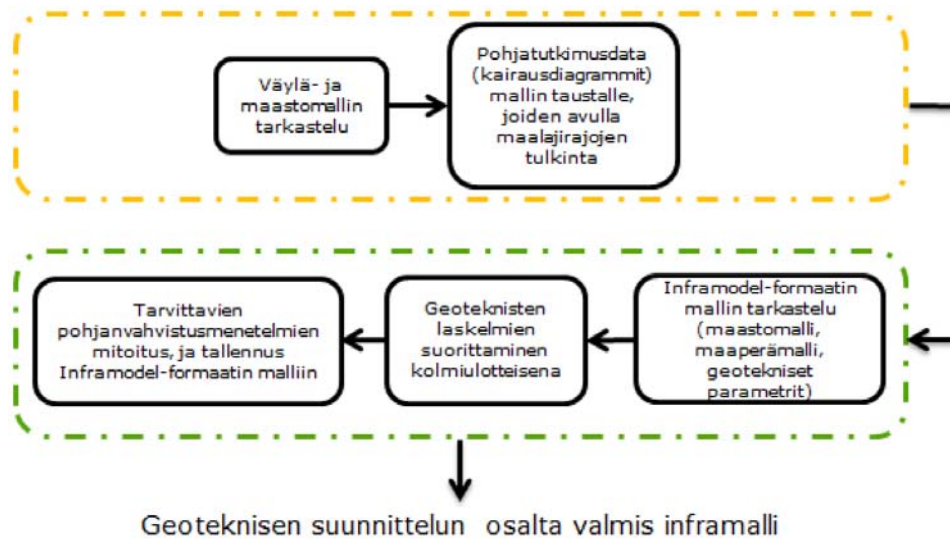 Väylä- ja
maastomallin
tarkastelu
Pohjatutkimusdata
(kairausdiagrammit)
mallin taustalle,
joiden avulla
maalajirajojen
tulkinta
Inframodel-formaatin
mallin tarkastelu
(maastomalli,
maaperämalli,
geotekniset
parametrit)
Geoteknisten
laskelmien
suorittaminen
kolmiulotteisena
Tarvittavien
pohjanvahvistusmenetelmien
mitoitus, ja tallennus
Inframodel-formaatin malliin
Geoteknisen suunnittelun osalta valmis inframalli